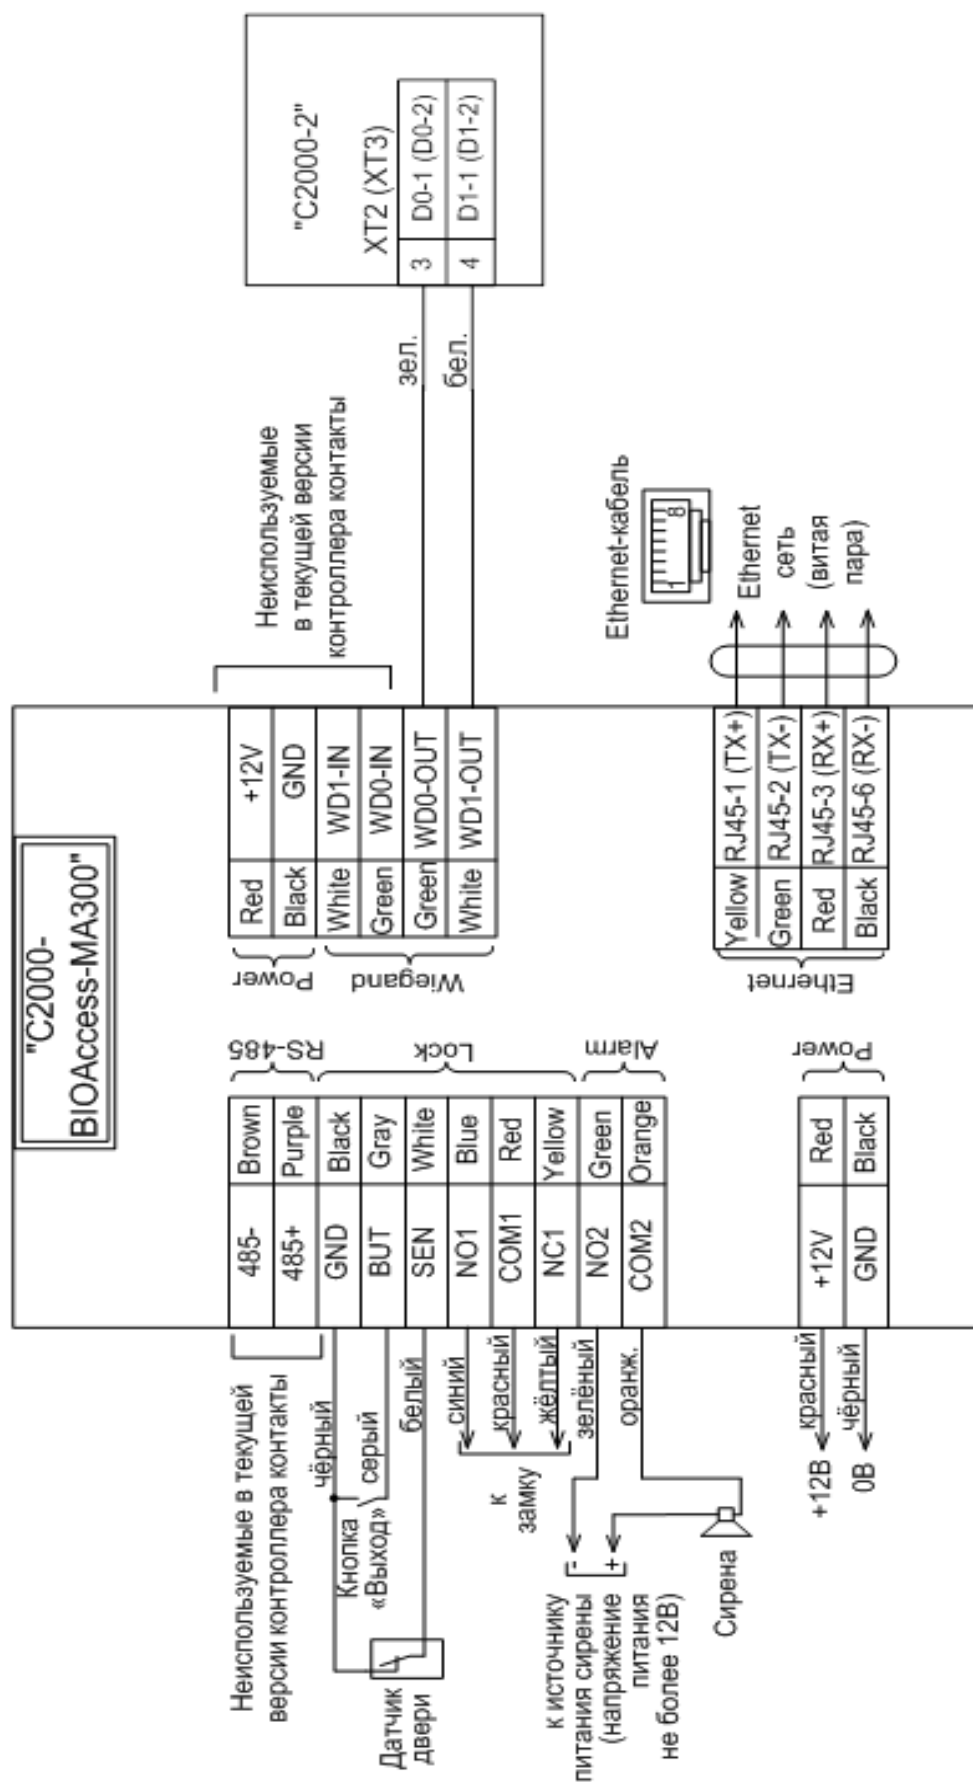 "C2000-
BIOAccess-MA300"
Неиспользуемые в текущей
версии контроллера контакты
485- Brown
485+ Purple
RS-485
чёрный
GND Black
серый
BUT Gray
белый
SEN White
синий
NO1 Blue
красный
COM1 Red
жёлтый
NC1 Yellow
Lock
зелёный
NO2 Green
оранж.
COM2 Orange
Alarm
Кнопка
«Выход»
Датчик
двери
к
замку
-
+
к источнику
питания сирены
(напряжение
питания
не более 12В)
Сирена
красный
+12В
+12V Red
чёрный
0В
GND Black
Power
Power
Red +12V
Black GND
Wiegand
White WD1-IN
Green WD0-IN
Green WD0-OUT
White WD1-OUT
Неиспользуемые
в текущей версии
контроллера контакты
зел.
бел.
"C2000-2"
XT2 (XT3)
3 D0-1 (D0-2)
4 D1-1 (D1-2)
Ethernet
Yellow RJ45-1 (TX+)
Green RJ45-2 (TX-)
Red RJ45-3 (RX+)
Black RJ45-6 (RX-)
Ethernet-кабель
1 8
Ethernet
сеть
(витая
пара)